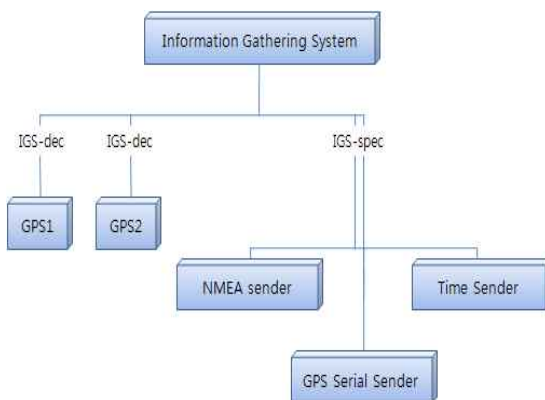 Information Gathering System
IGS-dec IGS-dec IGS-spec
GPS1 GPS2
NMEA sender Time Sender
GPS Serial Sender